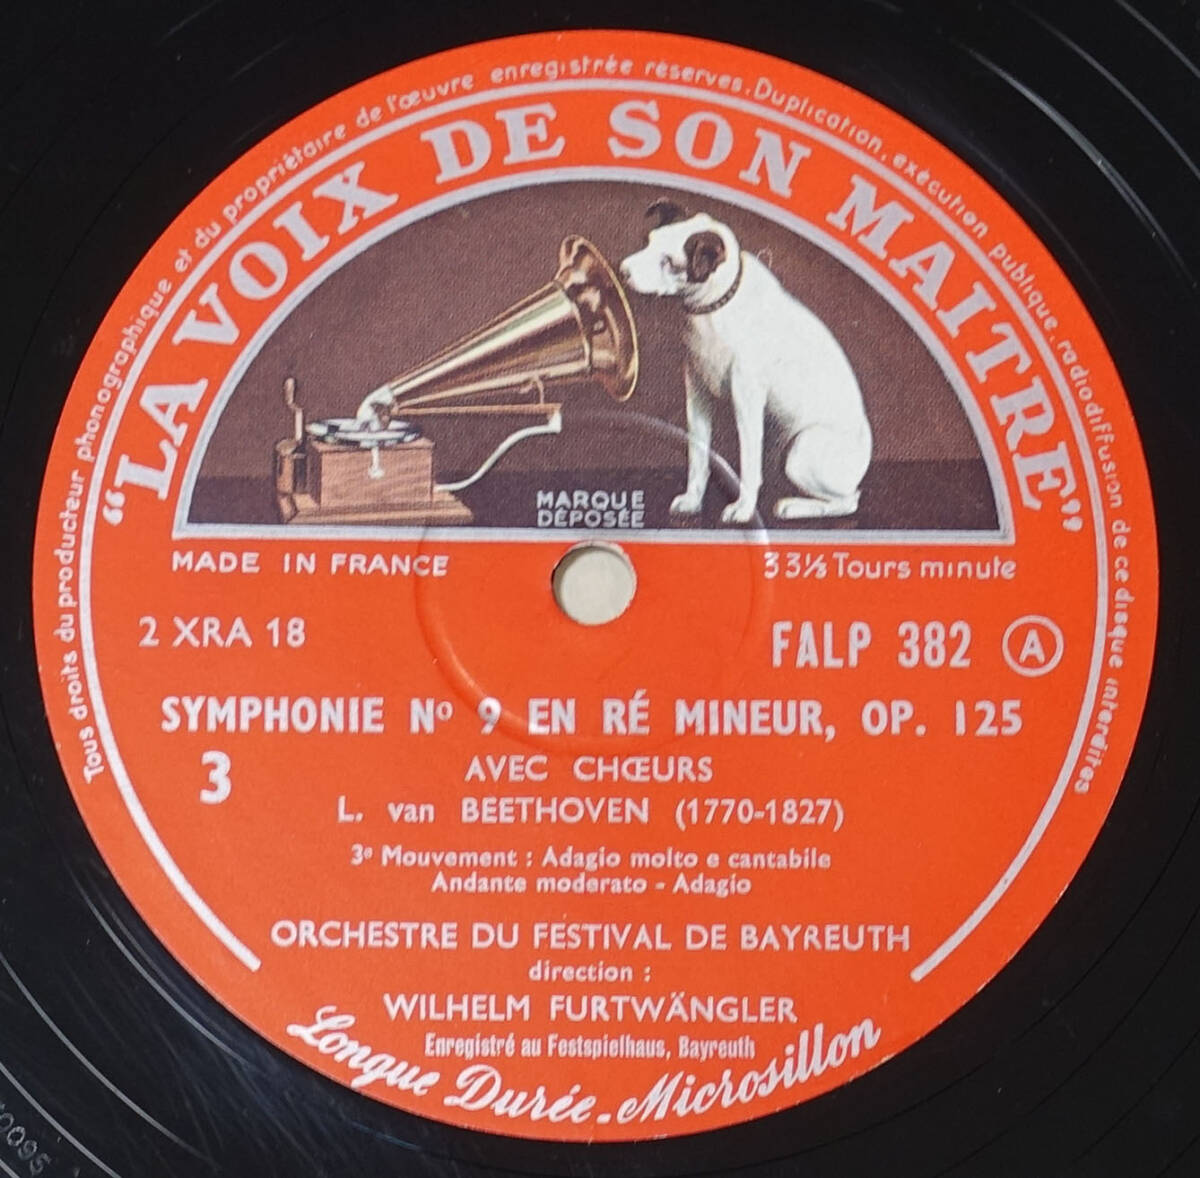 Tous droits du producteur phonographique et du propriétaire de l'œuvre enregistrée réservés. Duplication, exécution publique, radiodiffusion de ce disque interdites
“LA VOIX DE SON MAITRE”
MARQUE
DÉPOSÉE
MADE IN FRANCE
33⅓ Tours minute
2 XRA 18
FALP 382 A
SYMPHONIE Nº 9 EN RÉ MINEUR, OP. 125
3
AVEC CHŒURS
L. van BEETHOVEN (1770-1827)
3e Mouvement : Adagio molto e cantabile
Andante moderato - Adagio
ORCHESTRE DU FESTIVAL DE BAYREUTH
direction :
WILHELM FURTWÄNGLER
Enregistré au Festspielhaus, Bayreuth
Longue Durée - Microsillon